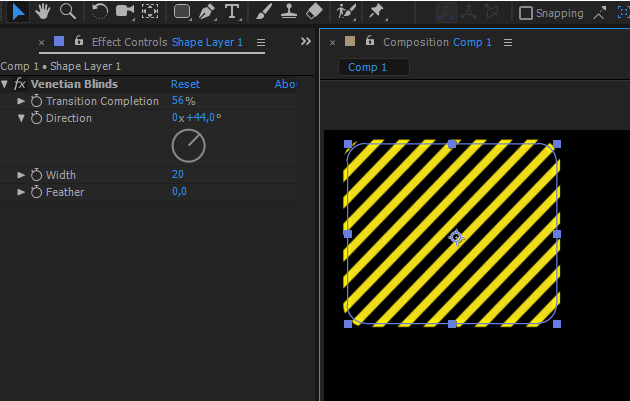 Snapping
Effect Controls Shape Layer 1
Composition Comp 1
Comp 1 • Shape Layer 1
Comp 1
fx Venetian Blinds Reset Abou
Transition Completion 56 %
Direction 0x+44,0°
Width 20
Feather 0,0